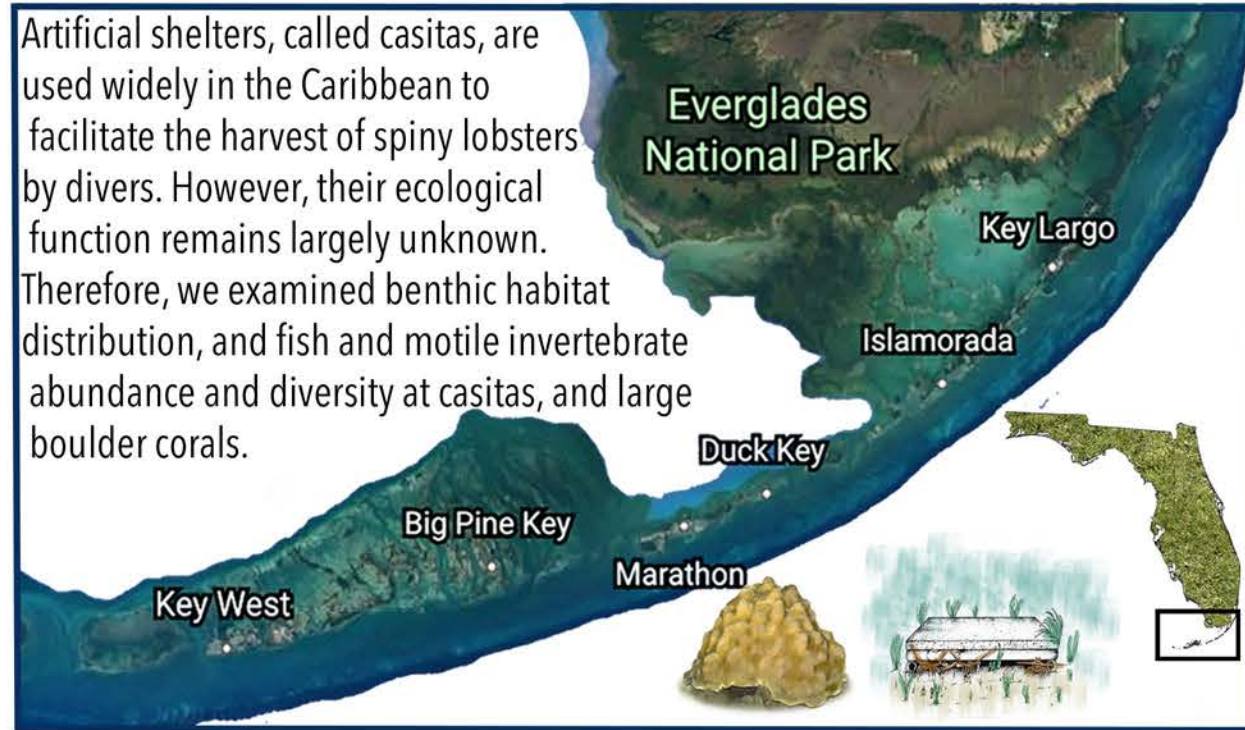 Artificial shelters, called casitas, are
used widely in the Caribbean to
facilitate the harvest of spiny lobsters
by divers. However, their ecological
function remains largely unknown.
Therefore, we examined benthic habitat
distribution, and fish and motile invertebrate
abundance and diversity at casitas, and large
boulder corals.
Everglades
National Park
Key Largo
Islamorada
Duck Key
Big Pine Key
Marathon
Key West